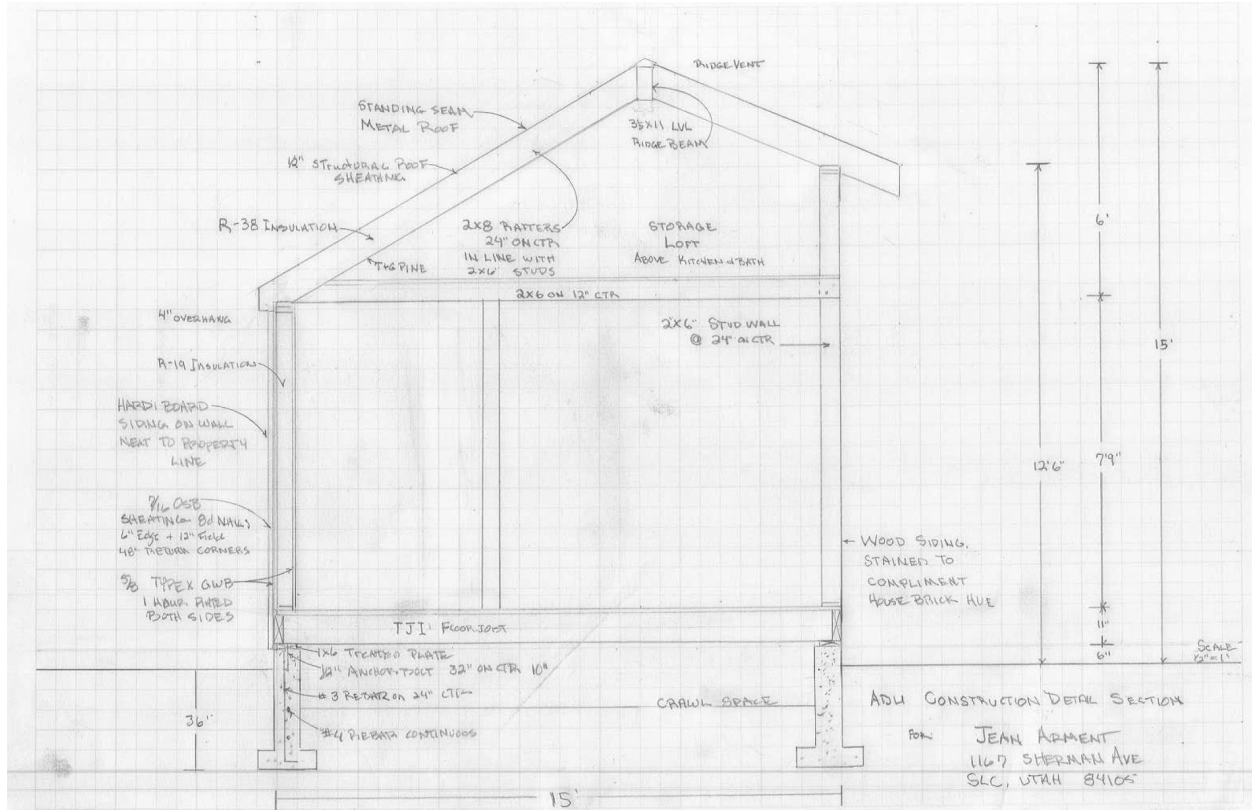 RIDGE VENT
STANDING SEAM
METAL ROOF
1/2" STRUCTURAL ROOF
SHEATHING
3½X11 LVL
RIDGE BEAM
R-38 INSULATION
2X8 RAFTERS
24" ON CTR
IN LINE WITH
2X6 STUDS
STORAGE
LOFT
ABOVE KITCHEN & BATH
T&G PINE
2X6 ON 12" CTR
4" OVERHANG
2X6 STUD WALL
@ 24" ON CTR
R-19 INSULATION
HARDI BOARD
SIDING ON WALL
NEXT TO PROPERTY
LINE
7/16 OSB
SHEATING 8d NAILS
6" Edge + 12" Field
48" RETURN CORNERS
5/8 TYPE X GWB
1 HOUR RATED
BOTH SIDES
WOOD SIDING,
STAINED TO
COMPLIMENT
HOUSE BRICK HUE
TJI FLOOR JOIST
1X6 TREATED PLATE
1/2" ANCHOR BOLT 32" ON CTR 10"
#3 REBAR ON 24" CTR
#4 REBAR CONTINUOUS
CRAWL SPACE
36"
15'
6'
15'
12'6"
7'9"
11"
6"
SCALE
½"=1'
ADU CONSTRUCTION DETAL SECTION
FOR JEAN ARMENT
1167 SHERMAN AVE
SLC, UTAH 84105